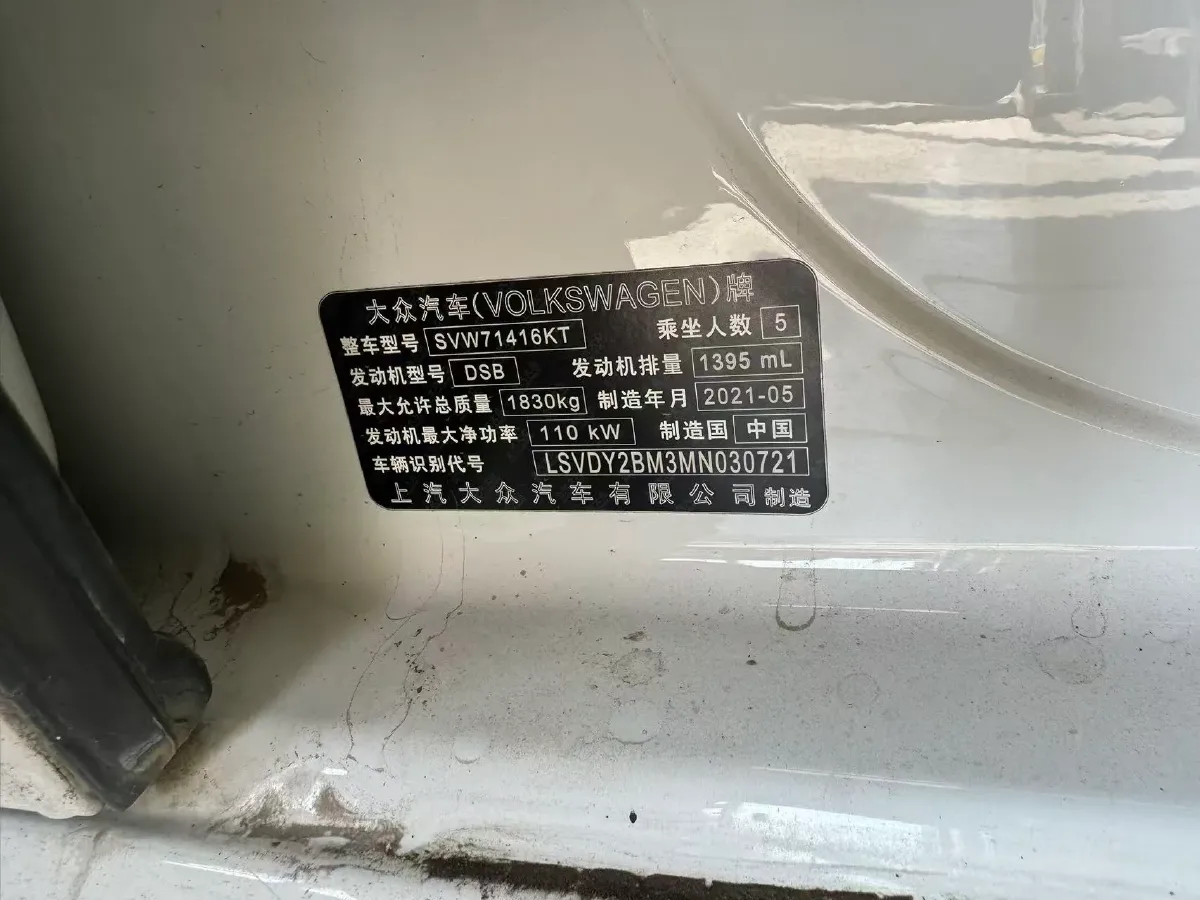 大众汽车(VOLKSWAGEN)牌
整车型号 SVW71416KT 乘坐人数 5
发动机型号 DSB 发动机排量 1395 mL
最大允许总质量 1830kg 制造年月 2021-05
发动机最大净功率 110 kW 制造国 中国
车辆识别代号 LSVDY2BM3MN030721
上汽大众汽车有限公司制造